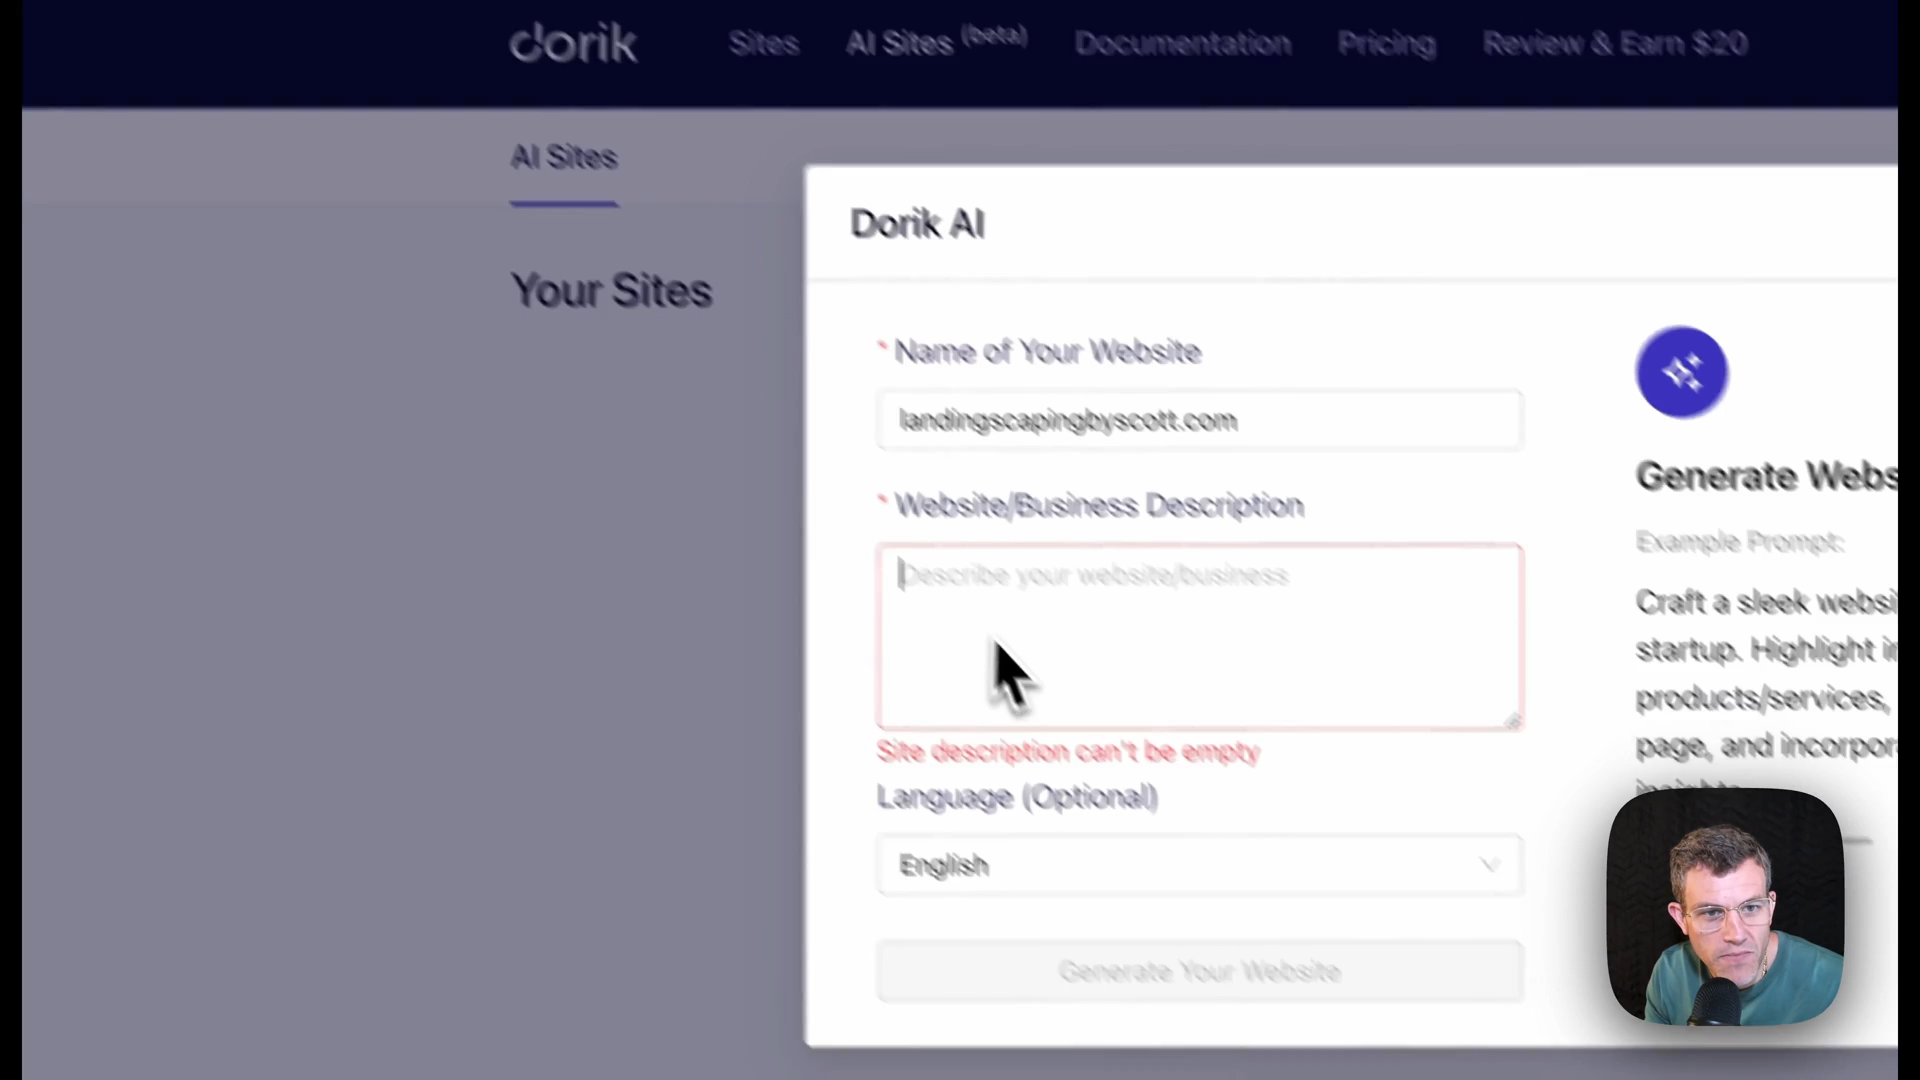 dorik
Sites
AI Sites (beta)
Documentation
Pricing
Review & Earn $20
AI Sites
Your Sites
Dorik AI
* Name of Your Website
landingscapingbyscott.com
* Website/Business Description
Describe your website/business
Site description can't be empty
Language (Optional)
English
Generate Your Website
Generate Webs
Example Prompt:
Craft a sleek websi
startup. Highlight i
products/services,
page, and incorpor